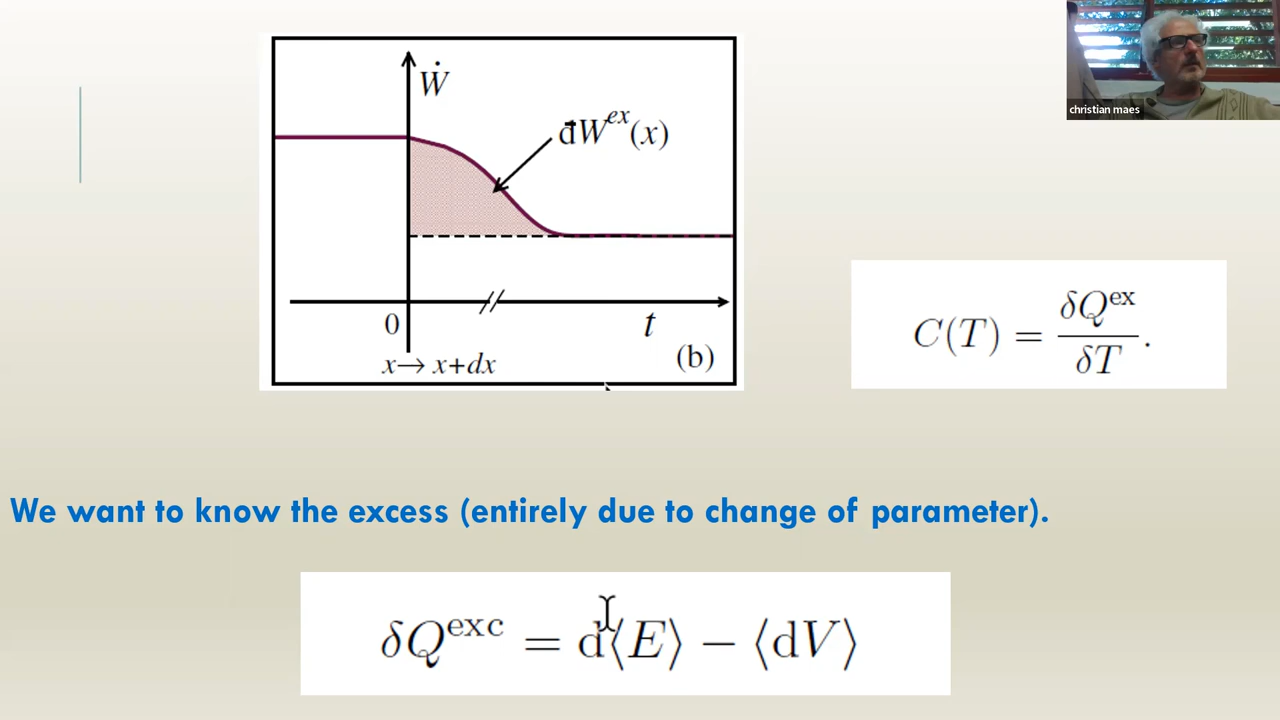 Ẇ
đW^ex(x)
0
t
x→ x+dx
(b)
christian maes
C(T) = δQ^ex / δT .
We want to know the excess (entirely due to change of parameter).
δQ^exc = d⟨E⟩ − ⟨dV⟩